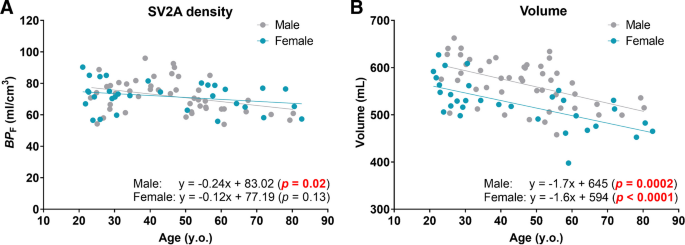 A
SV2A density
Male
Female
BPF (ml/cm³)
120
100
80
60
40
20
0
Male: y = -0.24x + 83.02 (p = 0.02)
Female: y = -0.12x + 77.19 (p = 0.13)
10 20 30 40 50 60 70 80 90
Age (y.o.)
B
Volume
Male
Female
Volume (mL)
700
600
500
400
300
Male: y = -1.7x + 645 (p = 0.0002)
Female: y = -1.6x + 594 (p < 0.0001)
10 20 30 40 50 60 70 80 90
Age (y.o.)